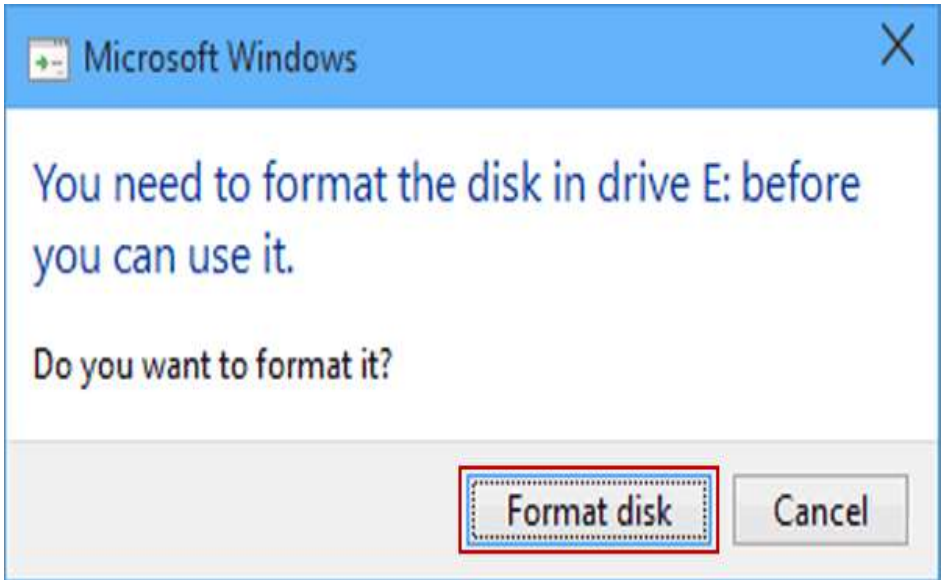 Microsoft Windows
You need to format the disk in drive E: before
you can use it.
Do you want to format it?
Format disk
Cancel